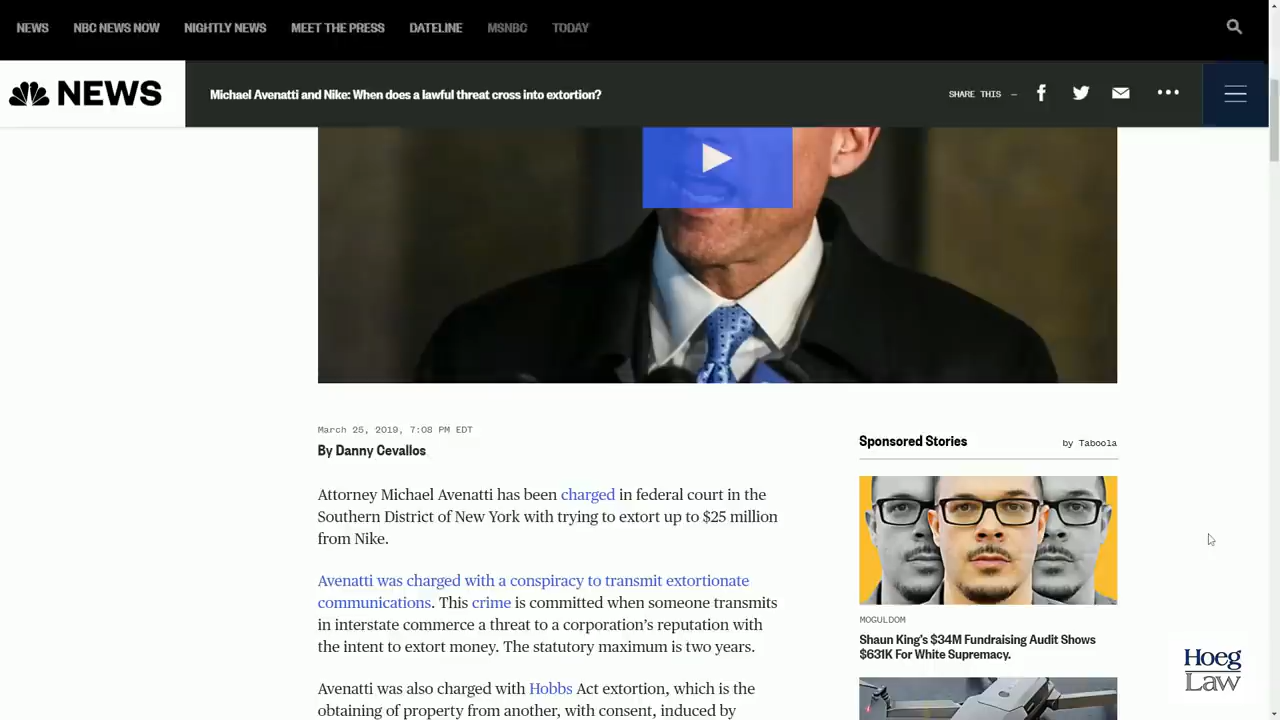 NEWS NBC NEWS NOW NIGHTLY NEWS MEET THE PRESS DATELINE MSNBC TODAY
NEWS
Michael Avenatti and Nike: When does a lawful threat cross into extortion?
SHARE THIS —
March 25, 2019, 7:08 PM EDT
By Danny Cevallos
Attorney Michael Avenatti has been charged in federal court in the
Southern District of New York with trying to extort up to $25 million
from Nike.
Avenatti was charged with a conspiracy to transmit extortionate
communications. This crime is committed when someone transmits
in interstate commerce a threat to a corporation's reputation with
the intent to extort money. The statutory maximum is two years.
Avenatti was also charged with Hobbs Act extortion, which is the
obtaining of property from another, with consent, induced by
Sponsored Stories
by Taboola
MOGULDOM
Shaun King's $34M Fundraising Audit Shows
$631K For White Supremacy.
Hoeg
Law